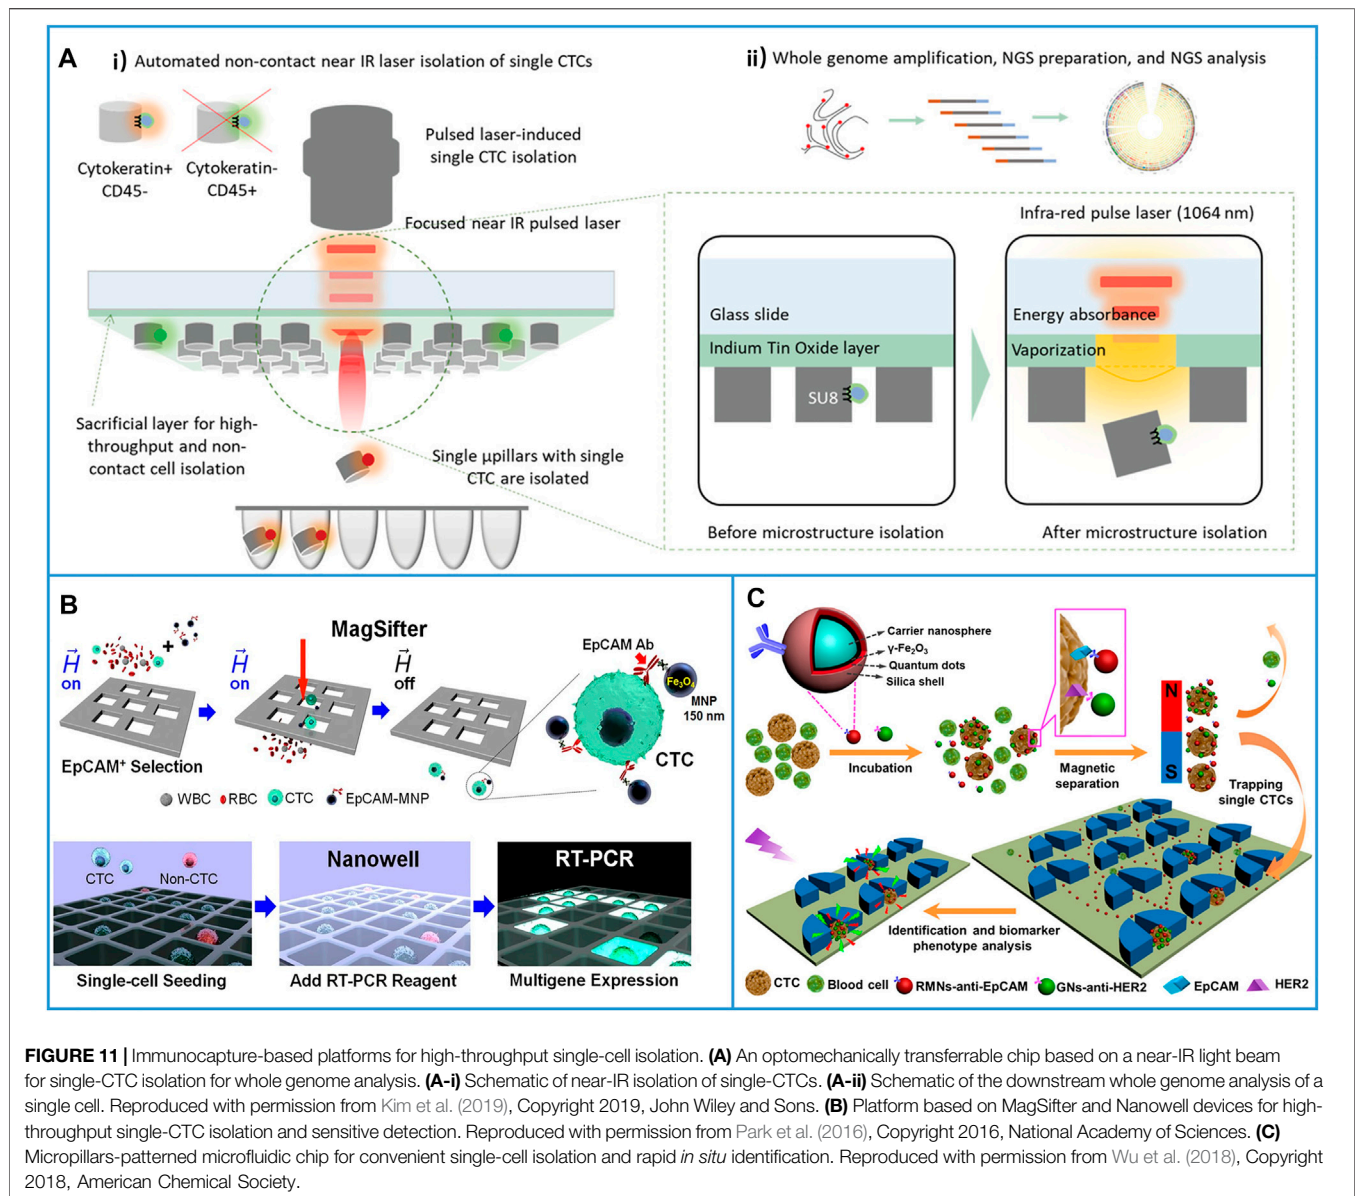 A
i) Automated non-contact near IR laser isolation of single CTCs
ii) Whole genome amplification, NGS preparation, and NGS analysis
Cytokeratin+
CD45-
Cytokeratin-
CD45+
Pulsed laser-induced
single CTC isolation
Focused near IR pulsed laser
Sacrificial layer for high-
throughput and non-
contact cell isolation
Single μpillars with single
CTC are isolated
Infra-red pulse laser (1064 nm)
Glass slide
Indium Tin Oxide layer
SU8
Energy absorbance
Vaporization
Before microstructure isolation
After microstructure isolation
B
MagSifter
H
on
H
on
H
off
EpCAM⁺ Selection
EpCAM Ab
Fe₃O₄
MNP
150 nm
CTC
WBC
RBC
CTC
EpCAM-MNP
CTC
Non-CTC
Nanowell
RT-PCR
Single-cell Seeding
Add RT-PCR Reagent
Multigene Expression
C
Carrier nanosphere
γ-Fe₂O₃
Quantum dots
Silica shell
Incubation
Magnetic
separation
N
S
Trapping
single CTCs
Identification and biomarker
phenotype analysis
CTC
Blood cell
RMNs-anti-EpCAM
GNs-anti-HER2
EpCAM
HER2
FIGURE 11 | Immunocapture-based platforms for high-throughput single-cell isolation. (A) An optomechanically transferrable chip based on a near-IR light beam
for single-CTC isolation for whole genome analysis. (A-i) Schematic of near-IR isolation of single-CTCs. (A-ii) Schematic of the downstream whole genome analysis of a
single cell. Reproduced with permission from Kim et al. (2019), Copyright 2019, John Wiley and Sons. (B) Platform based on MagSifter and Nanowell devices for high-
throughput single-CTC isolation and sensitive detection. Reproduced with permission from Park et al. (2016), Copyright 2016, National Academy of Sciences. (C)
Micropillars-patterned microfluidic chip for convenient single-cell isolation and rapid in situ identification. Reproduced with permission from Wu et al. (2018), Copyright
2018, American Chemical Society.